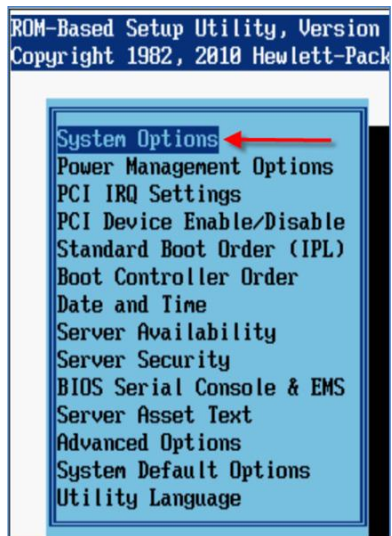 ROM-Based Setup Utility, Version
Copyright 1982, 2010 Hewlett-Pack
System Options
Power Management Options
PCI IRQ Settings
PCI Device Enable/Disable
Standard Boot Order (IPL)
Boot Controller Order
Date and Time
Server Availability
Server Security
BIOS Serial Console & EMS
Server Asset Text
Advanced Options
System Default Options
Utility Language